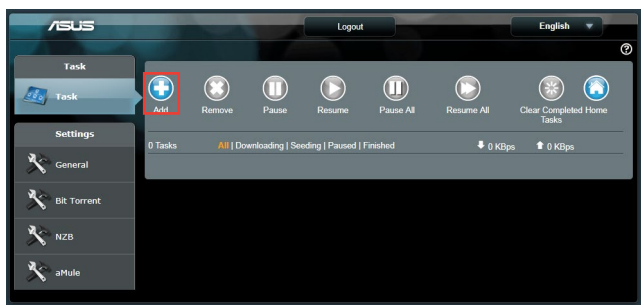 ASUS
Logout
English
Task
Task
Add
Remove
Pause
Resume
Pause All
Resume All
Clear Completed
Tasks
Home
0 Tasks
All | Downloading | Seeding | Paused | Finished
0 KBps
0 KBps
Settings
General
Bit Torrent
NZB
aMule